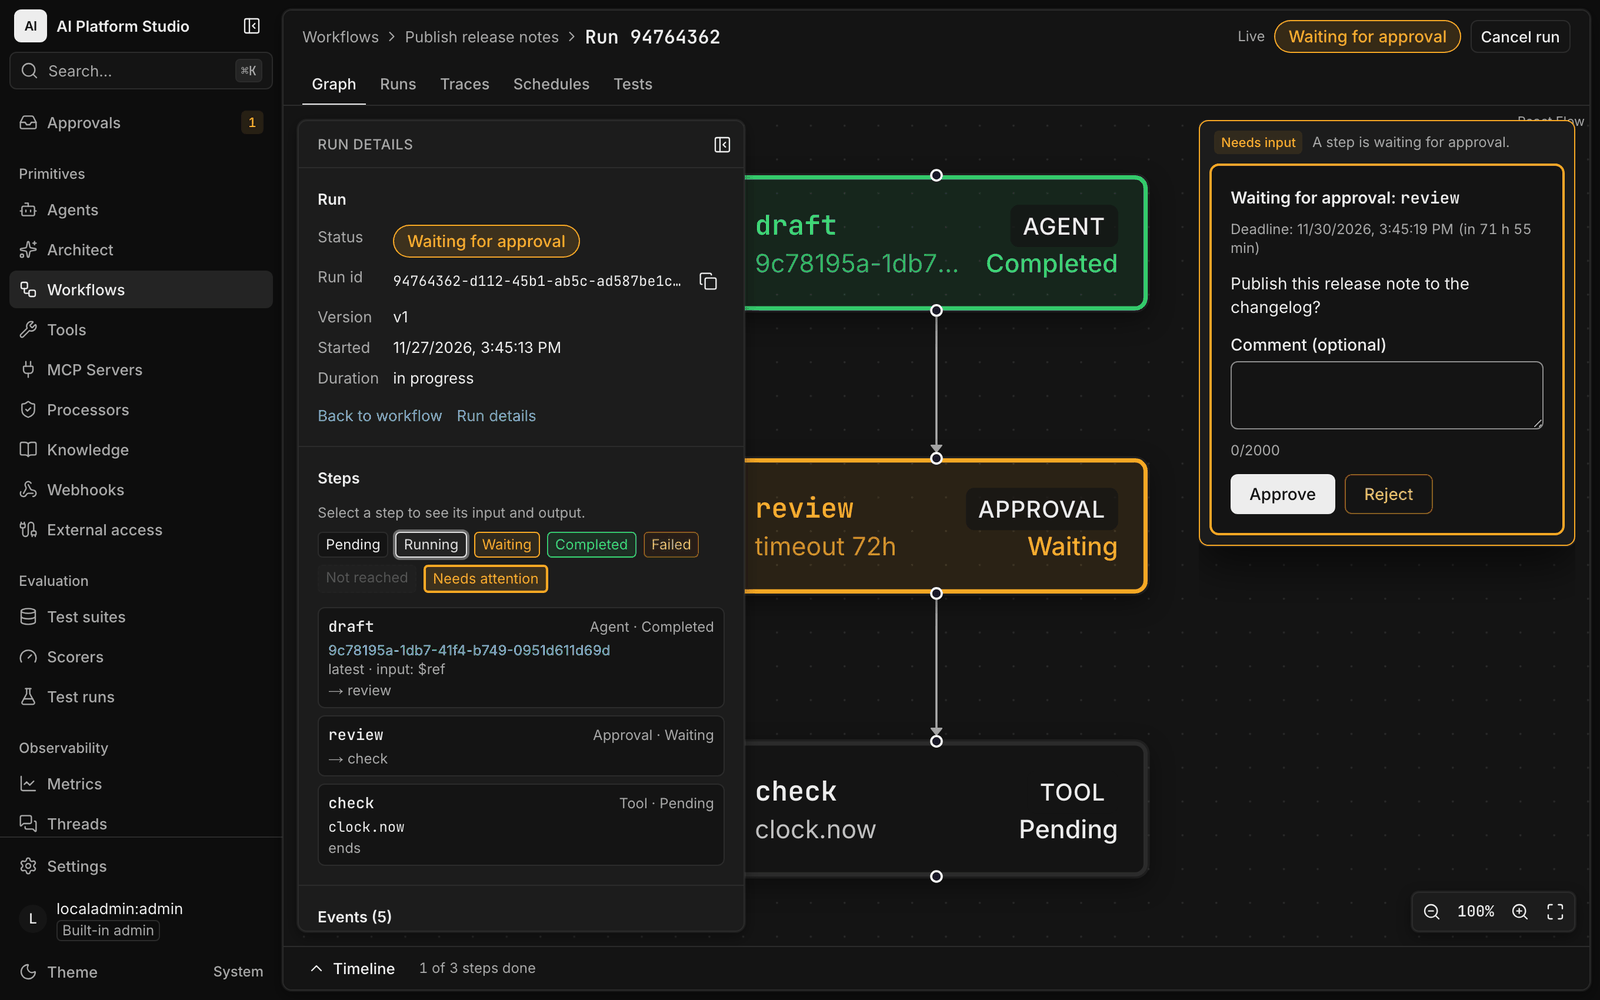 AI
AI Platform Studio
Search...
⌘K
Approvals
1
Primitives
Agents
Architect
Workflows
Tools
MCP Servers
Processors
Knowledge
Webhooks
External access
Evaluation
Test suites
Scorers
Test runs
Observability
Metrics
Threads
Settings
L
localadmin:admin
Built-in admin
Theme
System
Workflows > Publish release notes > Run 94764362
Live
Waiting for approval
Cancel run
Graph
Runs
Traces
Schedules
Tests
RUN DETAILS
Run
Status
Waiting for approval
Run id
94764362-d112-45b1-ab5c-ad587be1c…
Version
v1
Started
11/27/2026, 3:45:13 PM
Duration
in progress
Back to workflow
Run details
Steps
Select a step to see its input and output.
Pending
Running
Waiting
Completed
Failed
Not reached
Needs attention
draft
Agent · Completed
9c78195a-1db7-41f4-b749-0951d611d69d
latest · input: $ref
→ review
review
Approval · Waiting
→ check
check
Tool · Pending
clock.now
ends
Events (5)
draft
AGENT
9c78195a-1db7...
Completed
review
APPROVAL
timeout 72h
Waiting
check
TOOL
clock.now
Pending
React Flow
Needs input
A step is waiting for approval.
Waiting for approval: review
Deadline: 11/30/2026, 3:45:19 PM (in 71 h 55
min)
Publish this release note to the
changelog?
Comment (optional)
0/2000
Approve
Reject
100%
Timeline
1 of 3 steps done